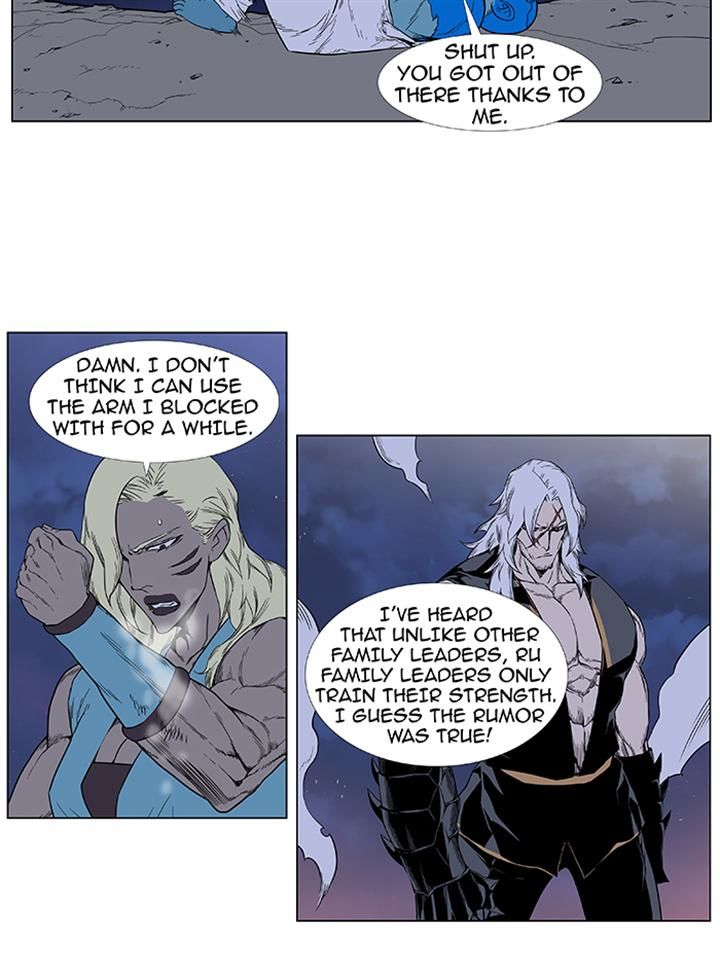 SHUT UP.
YOU GOT OUT OF
THERE THANKS TO
ME.
DAMN. I DON'T
THINK I CAN USE
THE ARM I BLOCKED
WITH FOR A WHILE.
I'VE HEARD
THAT UNLIKE OTHER
FAMILY LEADERS, RU
FAMILY LEADERS ONLY
TRAIN THEIR STRENGTH.
I GUESS THE RUMOR
WAS TRUE!